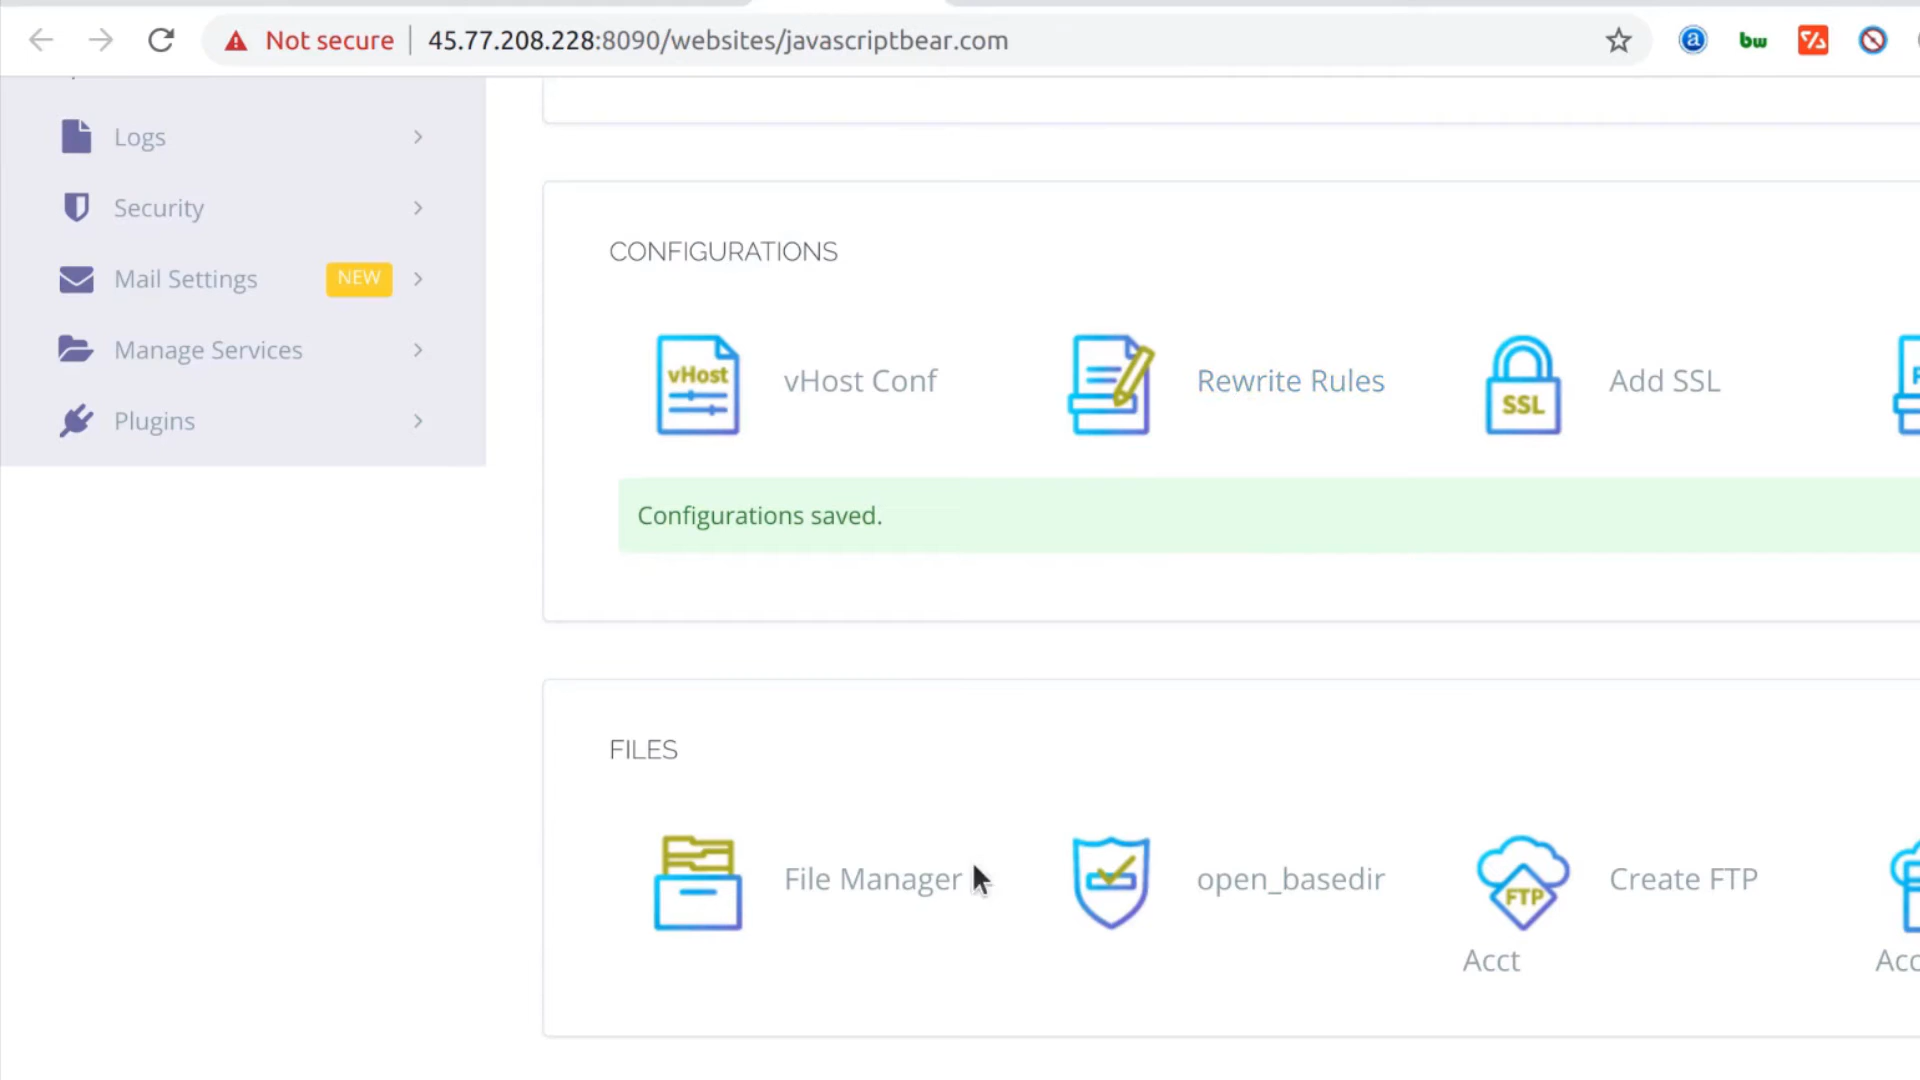 Not secure 45.77.208.228:8090/websites/javascriptbear.com
a bw
Logs
Security
Mail Settings NEW
Manage Services
Plugins
CONFIGURATIONS
vHost vHost Conf
Rewrite Rules
SSL Add SSL
Configurations saved.
FILES
File Manager
open_basedir
FTP Create FTP
Acct